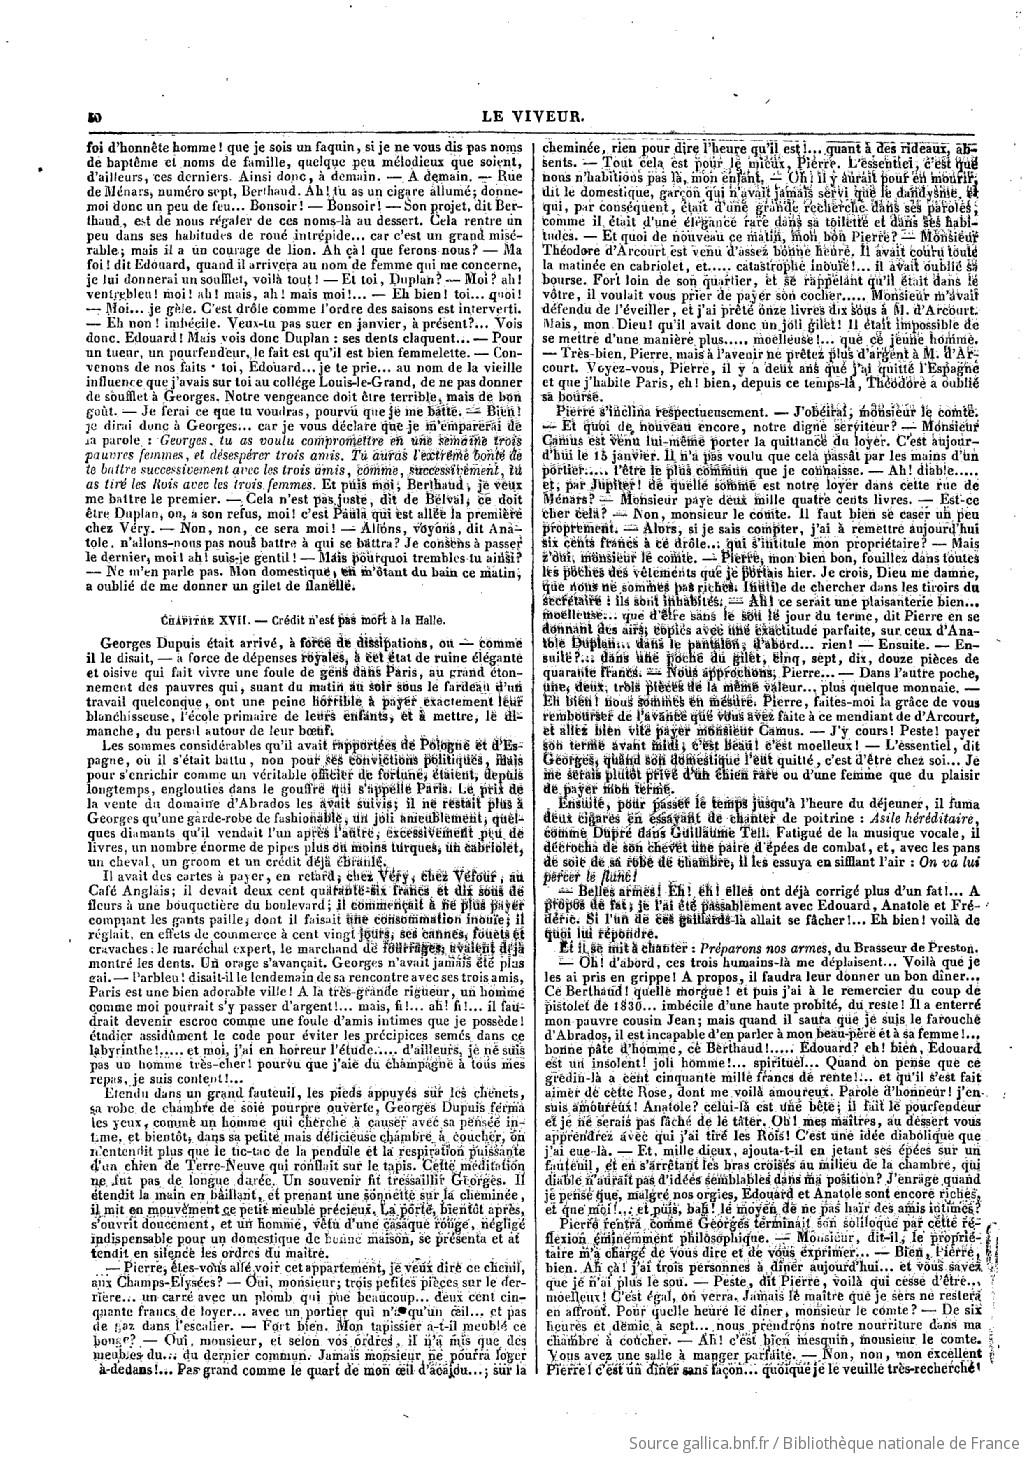 50
LE VIVEUR.
foi d'honnête homme! que je sois un faquin, si je ne vous dis pas noms
de baptême et noms de famille, quelque peu mélodieux que soient,
d'ailleurs, ces derniers. Ainsi donc, à demain. — A demain. — Rue
de Ménars, numéro sept, Berthaud. Ah! tu as un cigare allumé; donne-
moi donc un peu de feu... Bonsoir! — Bonsoir! — Son projet, dit Ber-
thaud, est de nous régaler de ces noms-là au dessert. Cela rentre un
peu dans ses habitudes de roué intrépide... car c'est un grand misé-
rable; mais il a un courage de lion. Ah çà! que ferons-nous? — Ma
foi! dit Edouard, quand il arrivera au nom de femme qui me concerne,
je lui donnerai un soufflet, voilà tout! — Et toi, Duplan? — Moi? ah!
ventrebleu! moi! ah! mais, ah! mais moi!... — Eh bien! toi... quoi!
— Moi... je gèle. C'est drôle comme l'ordre des saisons est interverti.
— Eh non! imbécile. Veux-tu pas suer en janvier, à présent?... Vois
donc, Edouard! Mais vois donc Duplan: ses dents claquent... — Pour
un tueur, un pourfendeur, le fait est qu'il est bien femmelette. — Con-
venons de nos faits: toi, Edouard... je te prie... au nom de la vieille
influence que j'avais sur toi au collége Louis-le-Grand, de ne pas donner
de soufflet à Georges. Notre vengeance doit être terrible, mais de bon
goût. — Je ferai ce que tu voudras, pourvu que je me batte. — Bien!
je dirai donc à Georges... car je vous déclare que je m'emparerai de
la parole: Georges, tu as voulu compromettre en une semaine trois
pauvres femmes, et désespérer trois amis. Tu auras l'extrême bonté de
te battre successivement avec les trois amis, comme, successivement, tu
as tiré les Rois avec les trois femmes. Et puis moi, Berthaud, je veux
me battre le premier. — Cela n'est pas juste, dit de Belval; ce doit
être Duplan, ou, à son refus, moi! c'est Paula qui est allée la première
chez Véry. — Non, non, ce sera moi! — Allons, voyons, dit Ana-
tole, n'allons-nous pas nous battre à qui se battra? Je consens à passer
le dernier, moi! ah! suis-je gentil! — Mais pourquoi trembles-tu ainsi?
— Ne m'en parle pas. Mon domestique, en m'ôtant du bain ce matin,
a oublié de me donner un gilet de flanelle.
CHAPITRE XVII. — Crédit n'est pas mort à la Halle.
Georges Dupuis était arrivé, à force de dissipations, ou — comme
il le disait, — à force de dépenses royales, à cet état de ruine élégante
et oisive qui fait vivre une foule de gens dans Paris, au grand éton-
nement des pauvres qui, suant du matin au soir sous le fardeau d'un
travail quelconque, ont une peine horrible à payer exactement leur
blanchisseuse, l'école primaire de leurs enfants, et à mettre, le di-
manche, du persil autour de leur bœuf.
Les sommes considérables qu'il avait rapportées de Pologne et d'Es-
pagne, où il s'était battu, non pour ses convictions politiques, mais
pour s'enrichir comme un véritable officier de fortune, étaient, depuis
longtemps, englouties dans le gouffre qui s'appelle Paris. Le prix de
la vente du domaine d'Abrados les avait suivis; il ne restait plus à
Georges qu'une garde-robe de fashionable, un joli ameublement, quel-
ques diamants qu'il vendait l'un après l'autre, excessivement peu de
livres, un nombre énorme de pipes plus ou moins turques, un cabriolet,
un cheval, un groom et un crédit déjà ébranlé.
Il avait des cartes à payer, en retard, chez Véry, chez Véfour, au
Café Anglais; il devait deux cent quarante-six francs et dix sous de
fleurs à une bouquetière du boulevard; il commençait à ne plus payer
comptant les gants paille, dont il faisait une consommation inouïe; il
réglait, en effets de commerce à cent vingt jours, ses cannes, fouets et
cravaches: le maréchal expert, le marchand de fourrages, avaient déjà
montré les dents. Un orage s'avançait. Georges n'avait jamais été plus
gai. — Parbleu! disait-il le lendemain de sa rencontre avec ses trois amis,
Paris est une bien adorable ville! A la très-grande rigueur, un homme
comme moi pourrait s'y passer d'argent!... mais, fi!... ah! fi!... il fau-
drait devenir escroc comme une foule d'amis intimes que je possède!
étudier assidûment le code pour éviter les précipices semés dans ce
labyrinthe!..... et moi, j'ai en horreur l'étude..... d'ailleurs, je ne suis
pas un homme très-cher! pourvu que j'aie du champagne à tous mes
repas, je suis content!...
Etendu dans un grand fauteuil, les pieds appuyés sur les chenets,
sa robe de chambre de soie pourpre ouverte, Georges Dupuis ferma
les yeux, comme un homme qui cherche à causer avec sa pensée in-
time, et bientôt, dans sa petite mais délicieuse chambre à coucher, on
n'entendit plus que le tic-tac de la pendule et la respiration puissante
d'un chien de Terre-Neuve qui ronflait sur le tapis. Cette méditation
ne fut pas de longue durée. Un souvenir fit tressaillir Georges. Il
étendit la main en bâillant, et prenant une sonnette sur la cheminée,
il mit en mouvement ce petit meuble précieux. La porte, bientôt après,
s'ouvrit doucement, et un homme, vêtu d'une casaque rouge, négligé
indispensable pour un domestique de bonne maison, se présenta et at
tendit en silence les ordres du maître.
— Pierre, êtes-vous allé voir cet appartement, je veux dire ce chenil,
aux Champs-Elysées? — Oui, monsieur; trois petites pièces sur le der-
rière... un carré avec un plomb qui pue beaucoup... deux cent cin-
quante francs de loyer... avec un portier qui n'a qu'un œil... et pas
de gaz dans l'escalier. — Fort bien. Mon tapissier a-t-il meublé ce
bouge? — Oui, monsieur, et selon vos ordres, il n'a mis que des
meubles du... du dernier commun. Jamais monsieur ne pourra loger
à-dedans!... Pas grand comme le quart de mon œil d'acajou...; sur la
cheminée, rien pour dire l'heure qu'il est!... quant à des rideaux, ab-
sents. — Tout cela est pour le mieux, Pierre. L'essentiel, c'est que
nous n'habitions pas là, mon enfant. — Oh! il y aurait pour en mourir,
dit le domestique, garçon qui n'avait jamais servi que le dandysme, et
qui, par conséquent, était d'une grande recherche dans ses paroles,
comme il était d'une élégance rare dans sa toilette et dans ses habi-
tudes. — Et quoi de nouveau ce matin, mon bon Pierre? — Monsieur
Théodore d'Arcourt est venu d'assez bonne heure. Il avait couru toute
la matinée en cabriolet, et..... catastrophe inouïe!... il avait oublié sa
bourse. Fort loin de son quartier, et se rappelant qu'il était dans le
vôtre, il voulait vous prier de payer son cocher..... Monsieur m'avait
défendu de l'éveiller, et j'ai prêté onze livres dix sous à M. d'Arcourt.
Mais, mon Dieu! qu'il avait donc un joli gilet! Il était impossible de
se mettre d'une manière plus..... moelleuse!... que ce jeune homme.
— Très-bien, Pierre, mais à l'avenir ne prêtez plus d'argent à M. d'Ar-
court. Voyez-vous, Pierre, il y a deux ans que j'ai quitté l'Espagne
et que j'habite Paris, eh! bien, depuis ce temps-là, Théodore a oublié
sa bourse.
Pierre s'inclina respectueusement. — J'obéirai, monsieur le comte.
— Et quoi de nouveau encore, notre digne serviteur? — Monsieur
Camus est venu lui-même porter la quittance du loyer. C'est aujour-
d'hui le 15 janvier. Il n'a pas voulu que cela passât par les mains d'un
portier..... l'être le plus commun que je connaisse. — Ah! diable.....
et, par Jupiter! de quelle somme est notre loyer dans cette rue de
Ménars? — Monsieur paye deux mille quatre cents livres. — Est-ce
cher cela? — Non, monsieur le comte. Il faut bien se caser un peu
proprement. — Alors, si je sais compter, j'ai à remettre aujourd'hui
six cents francs à ce drôle...: qui s'intitule mon propriétaire? — Mais
z'oui, monsieur le comte. — Pierre, mon bien bon, fouillez dans toutes
les poches des vêtements que je portais hier. Je crois, Dieu me damne,
que nous ne sommes pas riches. Inutile de chercher dans les tiroirs du
secrétaire: ils sont inhabités. — Ah! ce serait une plaisanterie bien...
moelleuse... que d'être sans le sou le jour du terme, dit Pierre en se
donnant des airs, copiés avec une exactitude parfaite, sur ceux d'Ana-
tole Duplan... dans le pantalon, d'abord... rien! — Ensuite. — En-
suite?... dans une poche du gilet, cinq, sept, dix, douze pièces de
quarante francs. — Nous approchons, Pierre... — Dans l'autre poche,
une, deux, trois pièces de la même valeur..., plus quelque monnaie. —
Eh bien! nous sommes en mesure. Pierre, faites-moi la grâce de vous
rembourser de l'avance que vous avez faite à ce mendiant de d'Arcourt,
et allez bien vite payer monsieur Camus. — J'y cours! Peste! payer
son terme avant midi, c'est beau! c'est moelleux! — L'essentiel, dit
Georges, quand son domestique l'eut quitté, c'est d'être chez soi... Je
me serais plutôt privé d'un chien rare ou d'une femme que du plaisir
de payer mon terme.
Ensuite, pour passer le temps jusqu'à l'heure du déjeuner, il fuma
deux cigares en essayant de chanter de poitrine: Asile héréditaire,
comme Dupré dans Guillaume Tell. Fatigué de la musique vocale, il
décrocha de son chevet une paire d'épées de combat, et, avec les pans
de soie de sa robe de chambre, il les essuya en sifflant l'air: On va lui
percer le flanc!
— Belles armes! Eh! eh! elles ont déjà corrigé plus d'un fat!... A
propos de fat, je l'ai été passablement avec Edouard, Anatole et Fré-
déric. Si l'un de ces gaillards-là allait se fâcher!... Eh bien! voilà de
quoi lui répondre.
Et il se mit à chanter: Préparons nos armes, du Brasseur de Preston.
— Oh! d'abord, ces trois humains-là me déplaisent... Voilà que je
les ai pris en grippe! A propos, il faudra leur donner un bon dîner...
Ce Berthaud! quelle morgue! et puis j'ai à le remercier du coup de
pistolet de 1830... imbécile d'une haute probité, du reste! Il a enterré
mon pauvre cousin Jean; mais quand il saura que je suis le farouche
d'Abrados, il est incapable d'en parler à mon beau-père et à sa femme!...
bonne pâte d'homme, ce Berthaud!..... Edouard? eh! bien, Edouard
est un insolent! joli homme!... spirituel... Quand on pense que ce
gredin-là a cent cinquante mille francs de rente!... et qu'il s'est fait
aimer de cette Rose, dont me voilà amoureux. Parole d'honneur! j'en-
suis amoureux! Anatole? celui-là est une bête; il fait le pourfendeur
et je ne serais pas fâché de le tâter. Oh! mes maîtres, au dessert vous
apprendrez avec qui j'ai tiré les Rois! C'est une idée diabolique que
j'ai eue-là. — Et, mille dieux, ajouta-t-il en jetant ses épées sur un
fauteuil, et en s'arrêtant les bras croisés au milieu de la chambre, qui
diable n'aurait pas d'idées semblables dans ma position? J'enrage quand
je pense que, malgré nos orgies, Edouard et Anatole sont encore riches,
et que moi!... et puis, bah! le moyen de ne pas haïr des amis intimes?
Pierre rentra comme Georges terminait son soliloque par cette ré-
flexion éminemment philosophique. — Monsieur, dit-il, le proprié-
taire m'a chargé de vous dire et de vous exprimer... — Bien, Pierre,
bien. Ah çà! j'ai trois personnes à dîner aujourd'hui... et vous savez
que je n'ai plus le sou. — Peste, dit Pierre, voilà qui cesse d'être...
moelleux! C'est égal, on verra. Jamais le maître que je sers ne restera
en affront. Pour quelle heure le dîner, monsieur le comte? — De six
heures et demie à sept... nous prendrons notre nourriture dans ma
chambre à coucher. — Ah! c'est bien mesquin, monsieur le comte.
Vous avez une salle à manger parfaite. — Non, non, mon excellent
Pierre! c'est un dîner sans façon... quoique je le veuille très-recherché!
Source gallica.bnf.fr / Bibliothèque nationale de France